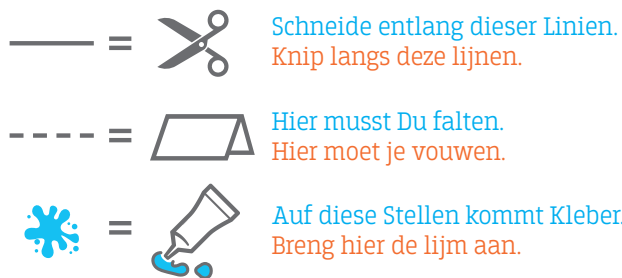 Schneide entlang dieser Linien.
Knip langs deze lijnen.
Hier musst Du falten.
Hier moet je vouwen.
Auf diese Stellen kommt Kleber.
Breng hier de lijm aan.